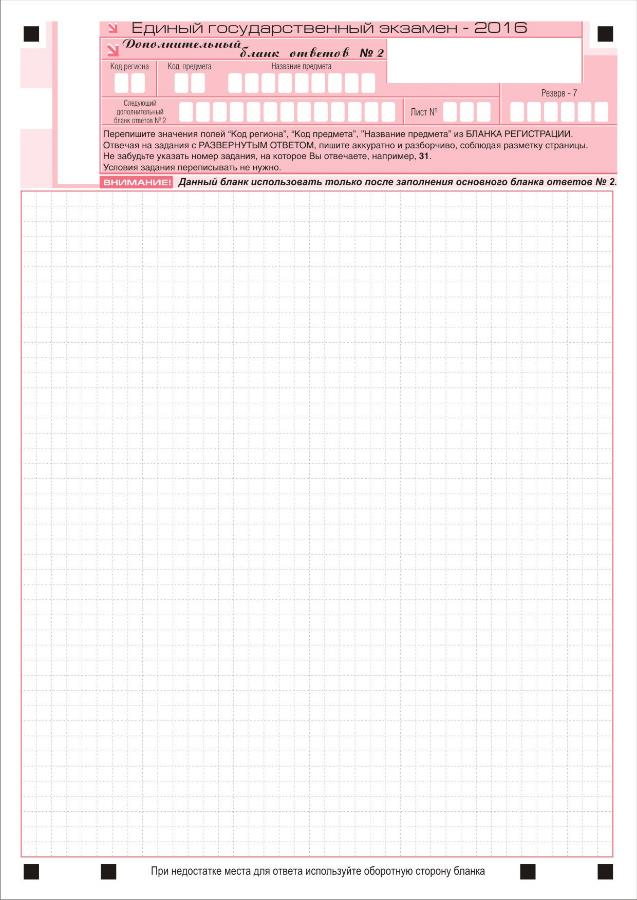 Единый государственный экзамен - 2016
Дополнительный
бланк ответов № 2
Код региона
Код предмета
Название предмета
Резерв - 7
Следующий
дополнительный
бланк ответов № 2
Лист №
Перепишите значения полей "Код региона", "Код предмета", "Название предмета" из БЛАНКА РЕГИСТРАЦИИ.
Отвечая на задания с РАЗВЕРНУТЫМ ОТВЕТОМ, пишите аккуратно и разборчиво, соблюдая разметку страницы.
Не забудьте указать номер задания, на которое Вы отвечаете, например, 31.
Условия задания переписывать не нужно.
ВНИМАНИЕ! Данный бланк использовать только после заполнения основного бланка ответов № 2.
При недостатке места для ответа используйте оборотную сторону бланка